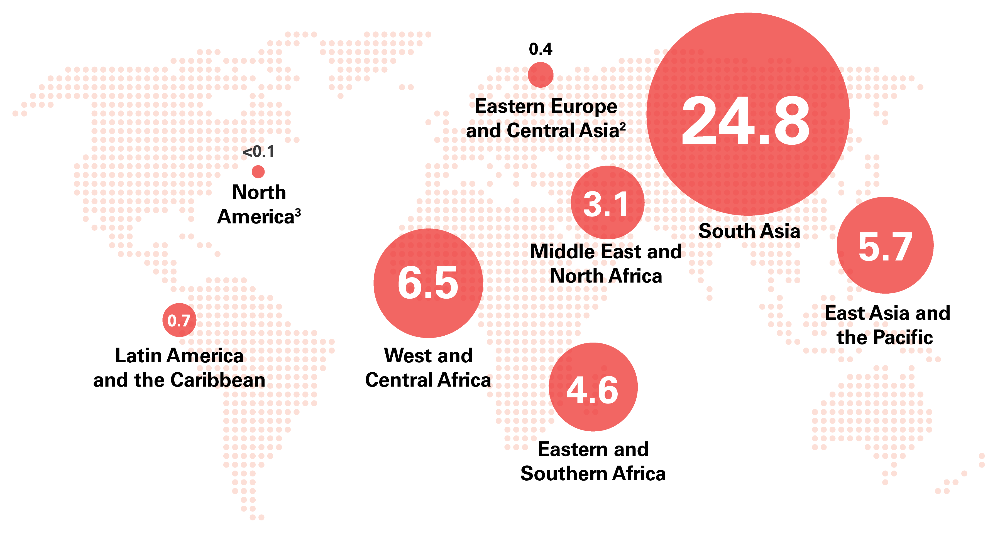 0.4
Eastern Europe
and Central Asia²
24.8
South Asia
<0.1
North
America³
3.1
Middle East and
North Africa
5.7
East Asia and
the Pacific
6.5
West and
Central Africa
0.7
Latin America
and the Caribbean
4.6
Eastern and
Southern Africa